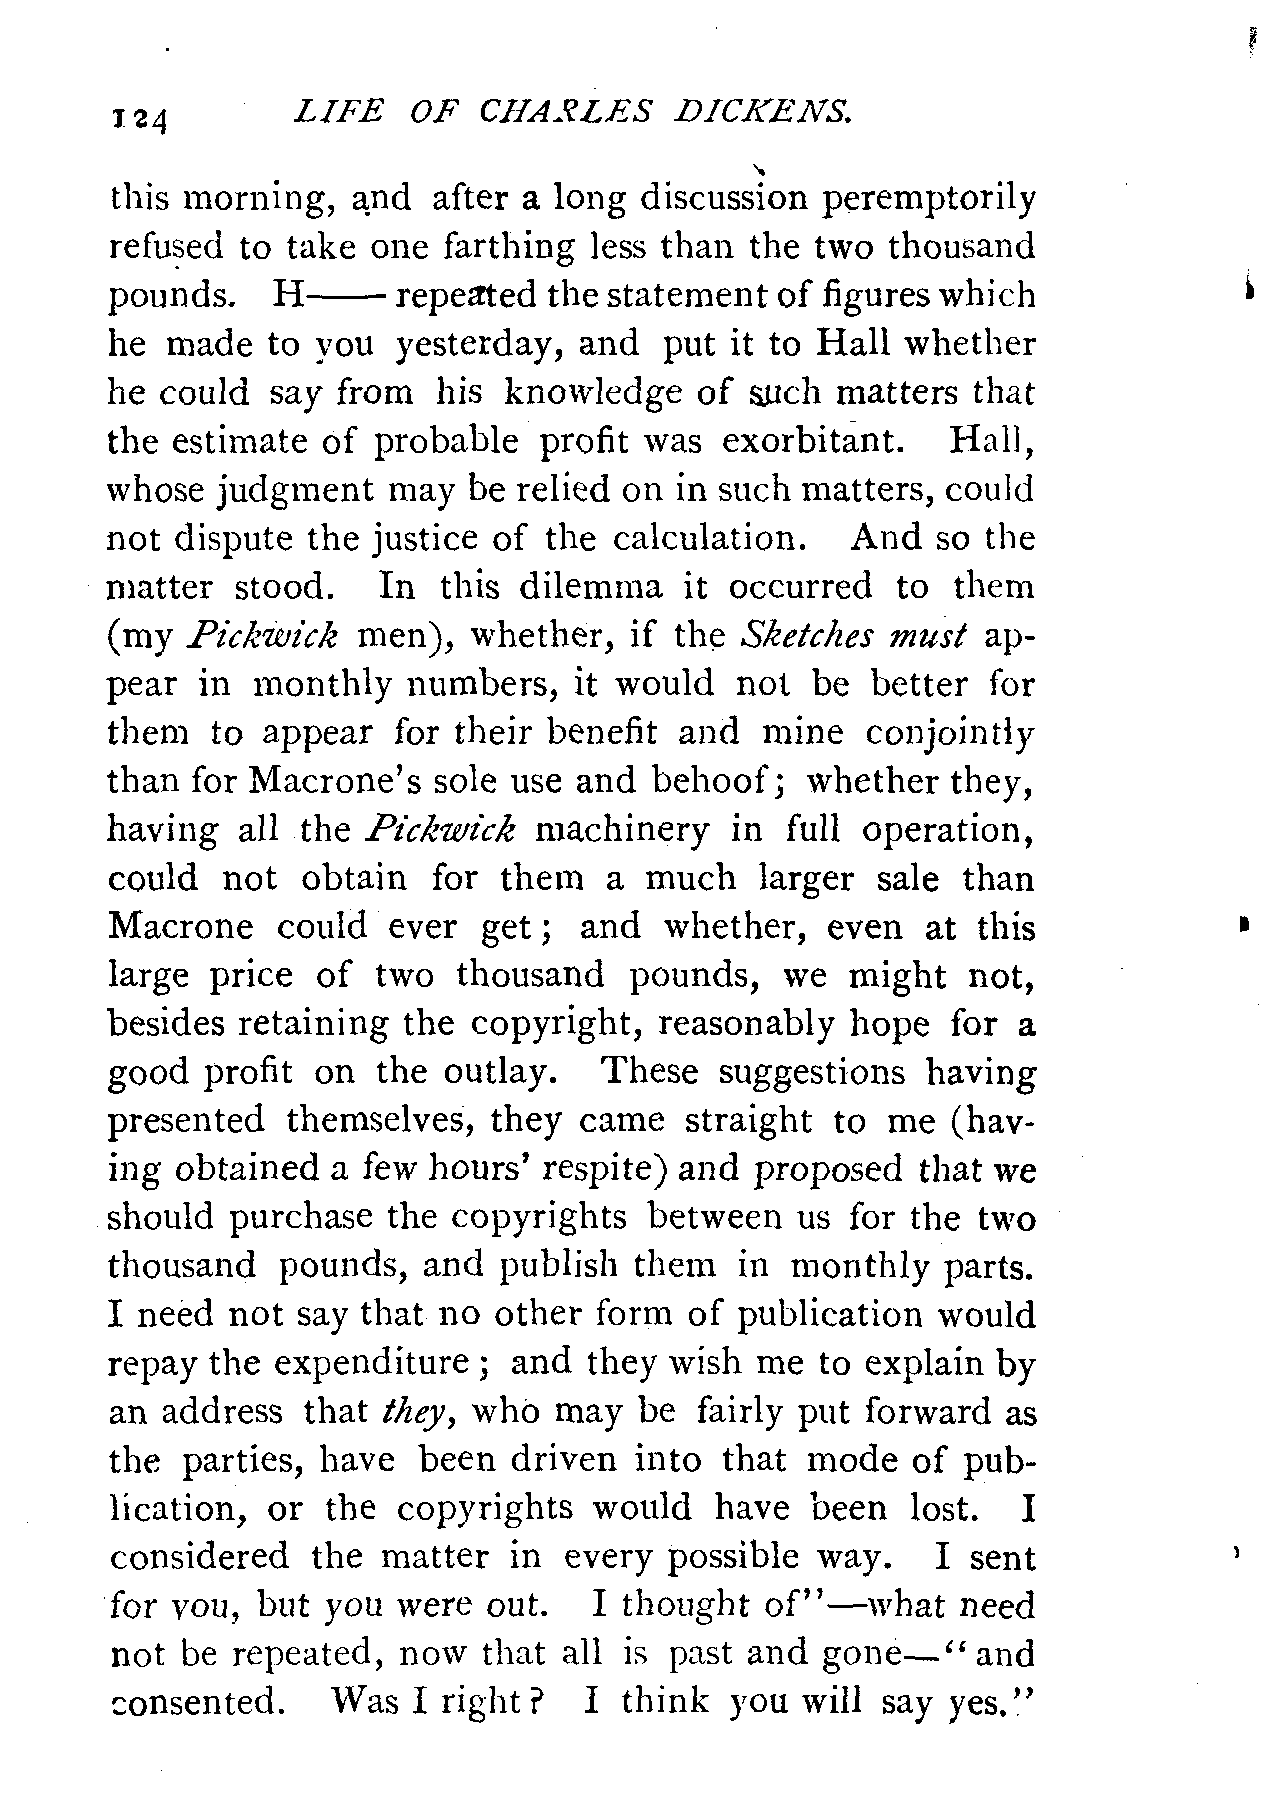 124 LIFE OF CHARLES DICKENS.
this morning, and after a long discussion peremptorily
refused to take one farthing less than the two thousand
pounds. H—— repeated the statement of figures which
he made to you yesterday, and put it to Hall whether
he could say from his knowledge of such matters that
the estimate of probable profit was exorbitant. Hall,
whose judgment may be relied on in such matters, could
not dispute the justice of the calculation. And so the
matter stood. In this dilemma it occurred to them
(my Pickwick men), whether, if the Sketches must ap-
pear in monthly numbers, it would not be better for
them to appear for their benefit and mine conjointly
than for Macrone's sole use and behoof; whether they,
having all the Pickwick machinery in full operation,
could not obtain for them a much larger sale than
Macrone could ever get; and whether, even at this
large price of two thousand pounds, we might not,
besides retaining the copyright, reasonably hope for a
good profit on the outlay. These suggestions having
presented themselves, they came straight to me (hav-
ing obtained a few hours' respite) and proposed that we
should purchase the copyrights between us for the two
thousand pounds, and publish them in monthly parts.
I need not say that no other form of publication would
repay the expenditure; and they wish me to explain by
an address that they, who may be fairly put forward as
the parties, have been driven into that mode of pub-
lication, or the copyrights would have been lost. I
considered the matter in every possible way. I sent
for you, but you were out. I thought of"—what need
not be repeated, now that all is past and gone—"and
consented. Was I right? I think you will say yes."